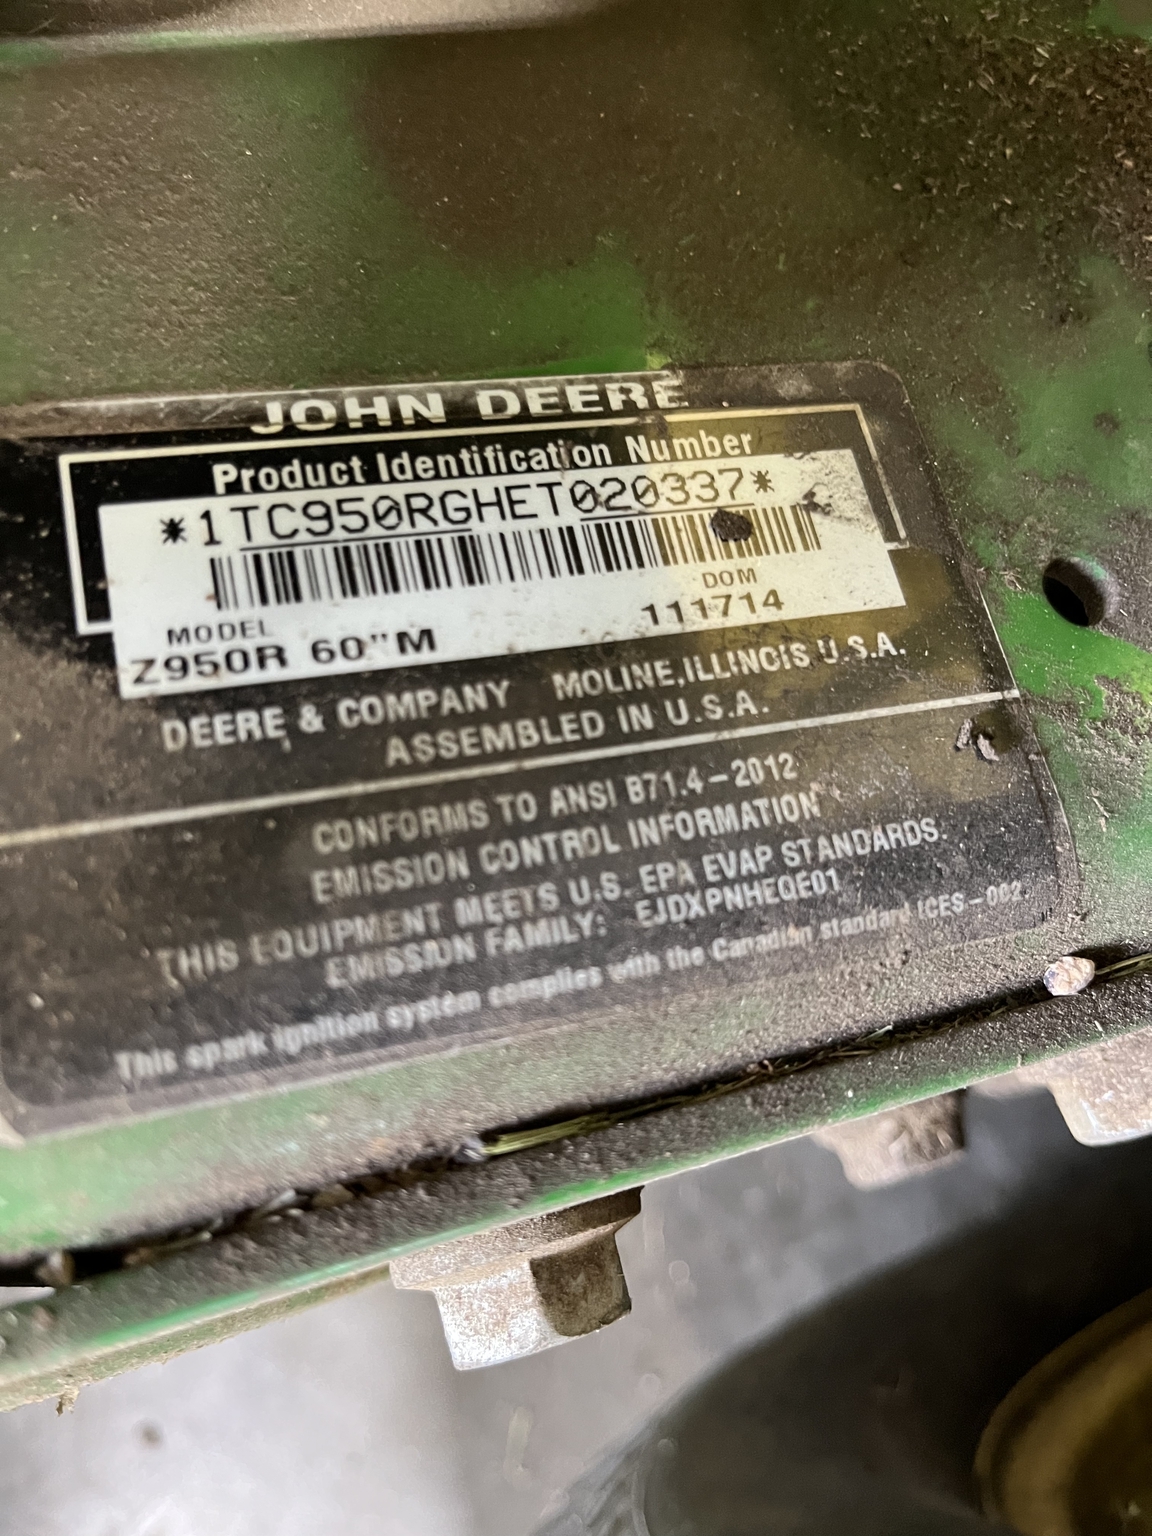 JOHN DEERE
Product Identification Number
*1TC950RGHET020337*
DOM
111714
MODEL
Z950R 60"M
DEERE & COMPANY MOLINE, ILLINOIS U.S.A.
ASSEMBLED IN U.S.A.
CONFORMS TO ANSI B71.4-2012
EMISSION CONTROL INFORMATION
THIS EQUIPMENT MEETS U.S. EPA EVAP STANDARDS.
EMISSION FAMILY: EJDXPNHEQE01
This spark ignition system complies with the Canadian standard ICES-002.